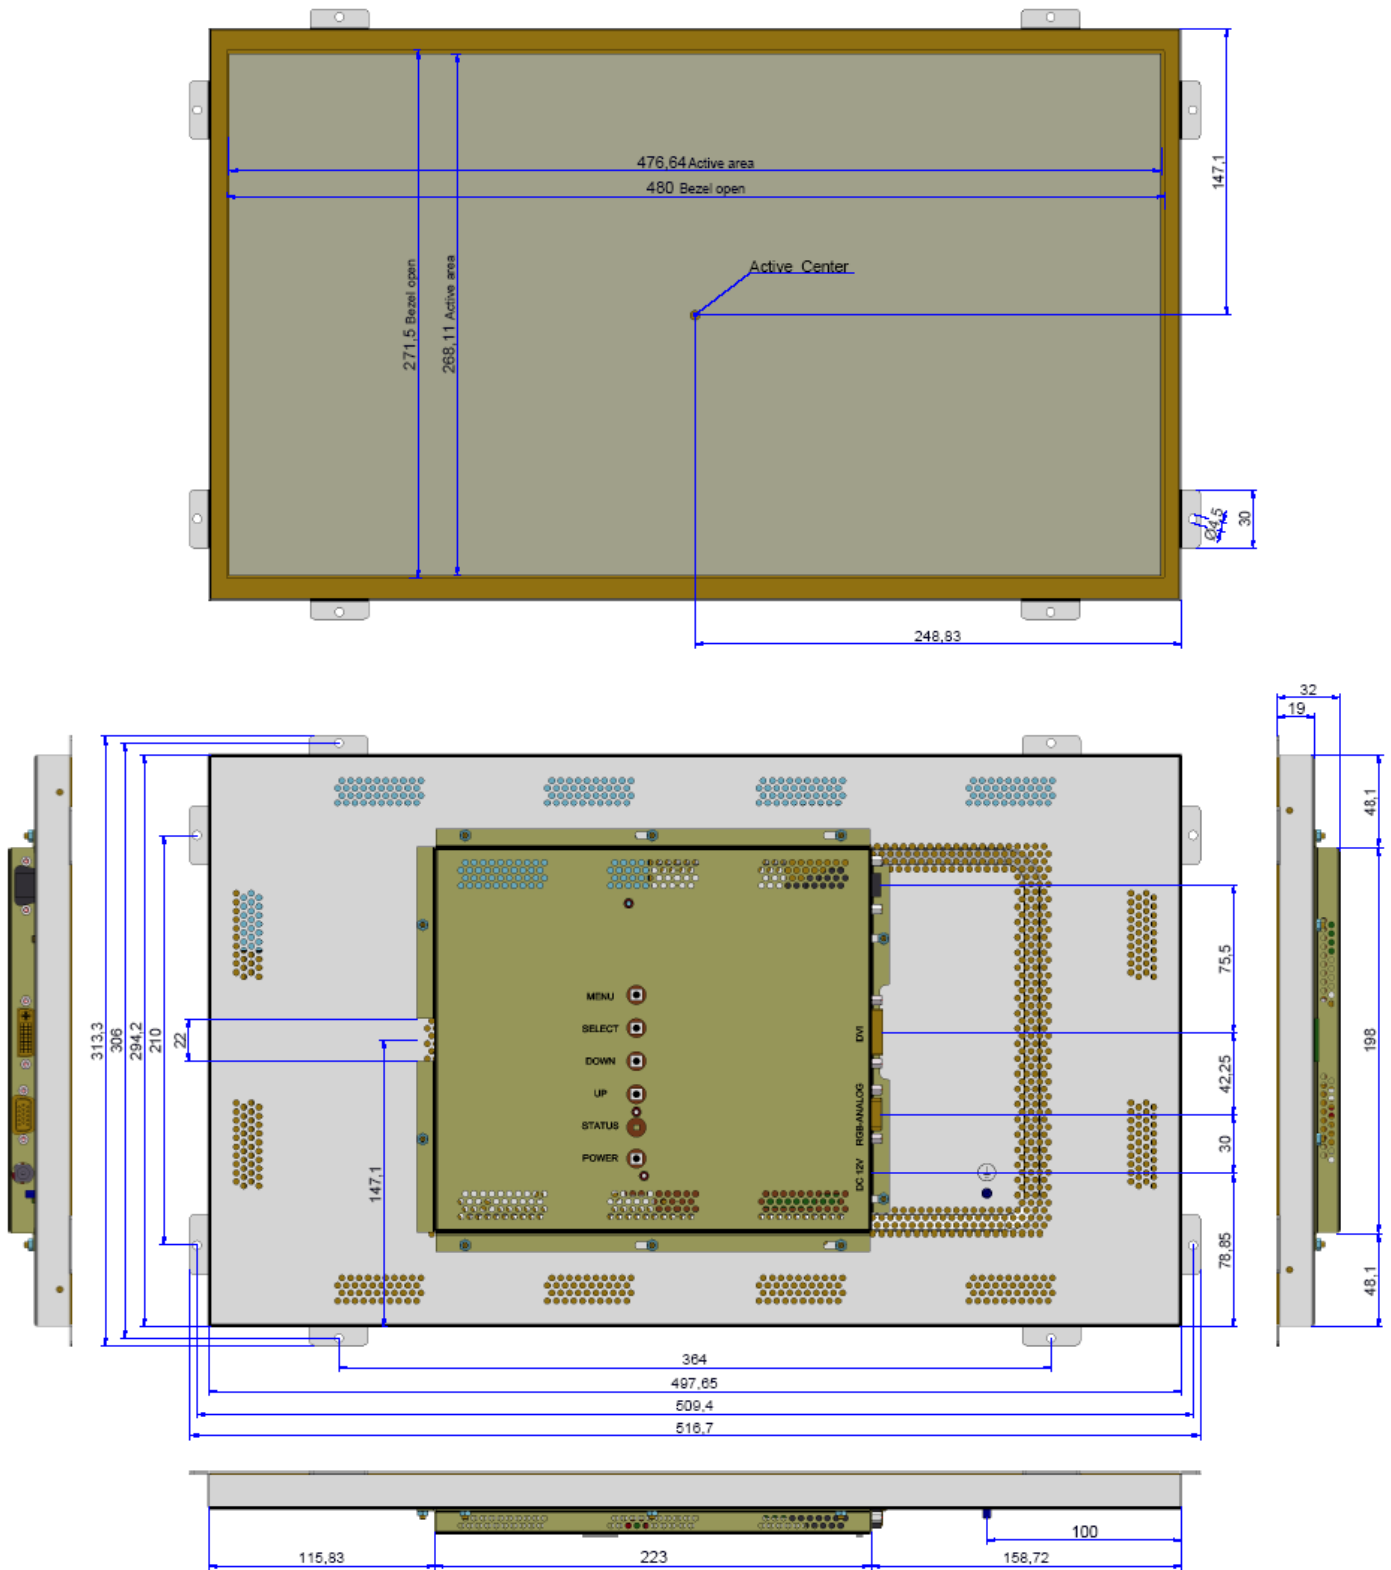 147,1
476,64 Active area
480 Bezel open
Active Center
271,5 Bezel open
268,11 Active area
Ø4,5
30
248,83
32
19
313,3
306
294,2
210
22
147,1
MENU
SELECT
DOWN
UP
STATUS
POWER
DVI
RGB-ANALOG
DC 12V
75,5
42,25
30
78,85
48,1
198
48,1
364
497,65
509,4
516,7
100
115,83
223
158,72